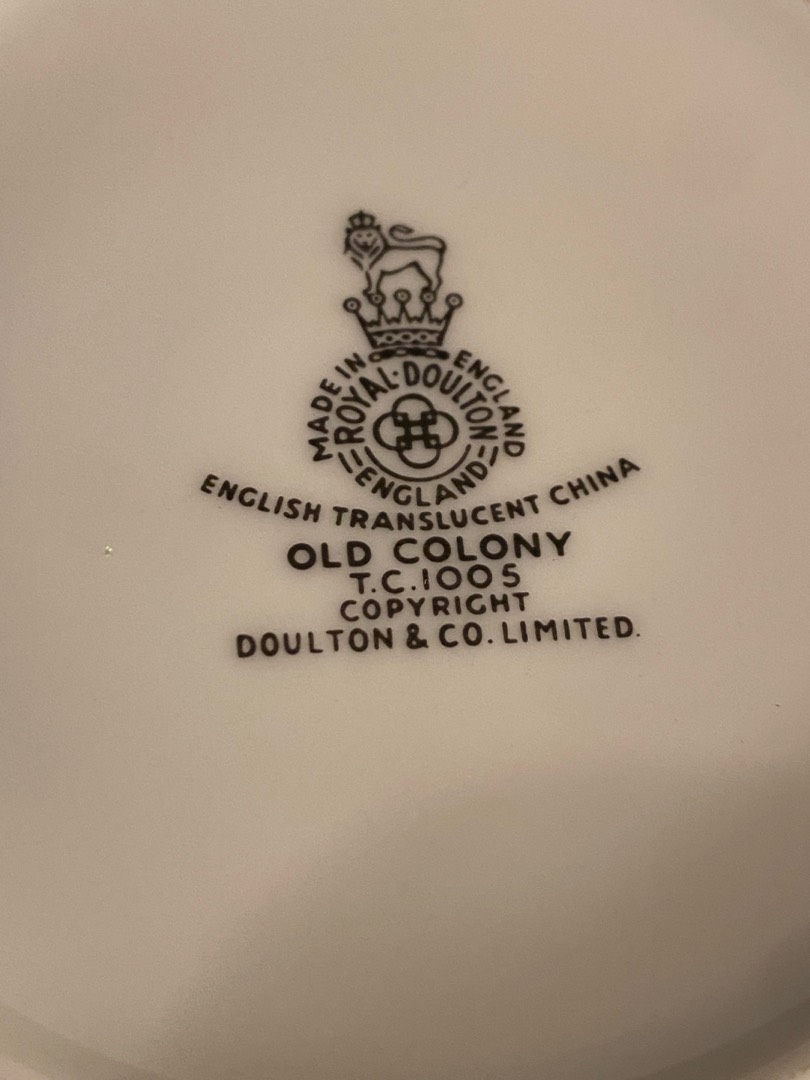 MADE IN ENGLAND
ROYAL·DOULTON
ENGLAND
ENGLISH TRANSLUCENT CHINA
OLD COLONY
T.C.1005
COPYRIGHT
DOULTON & CO. LIMITED.